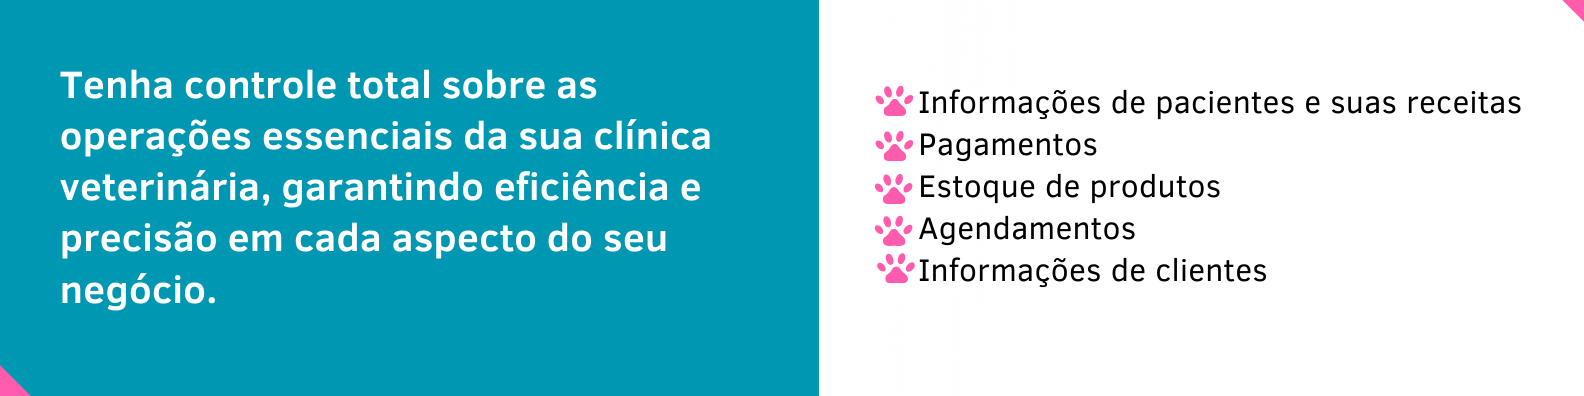 Tenha controle total sobre as
operações essenciais da sua clínica
veterinária, garantindo eficiência e
precisão em cada aspecto do seu
negócio.
Informações de pacientes e suas receitas
Pagamentos
Estoque de produtos
Agendamentos
Informações de clientes